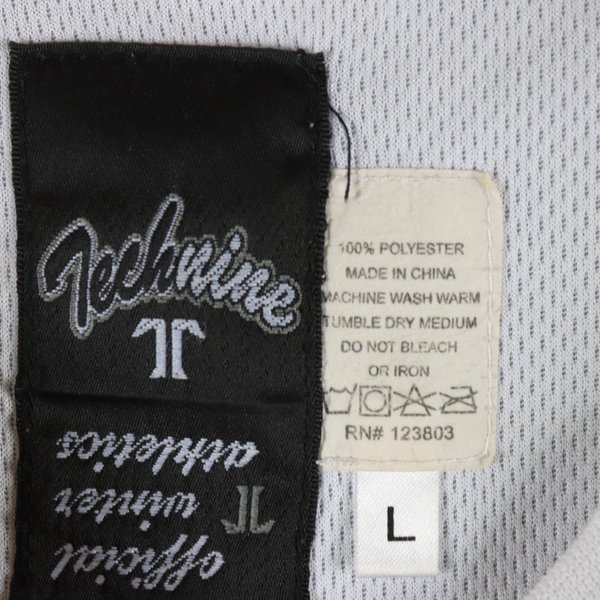 Technine
100% POLYESTER
MADE IN CHINA
MACHINE WASH WARM
TUMBLE DRY MEDIUM
DO NOT BLEACH
OR IRON
RN# 123803
L
official
winter
athletics